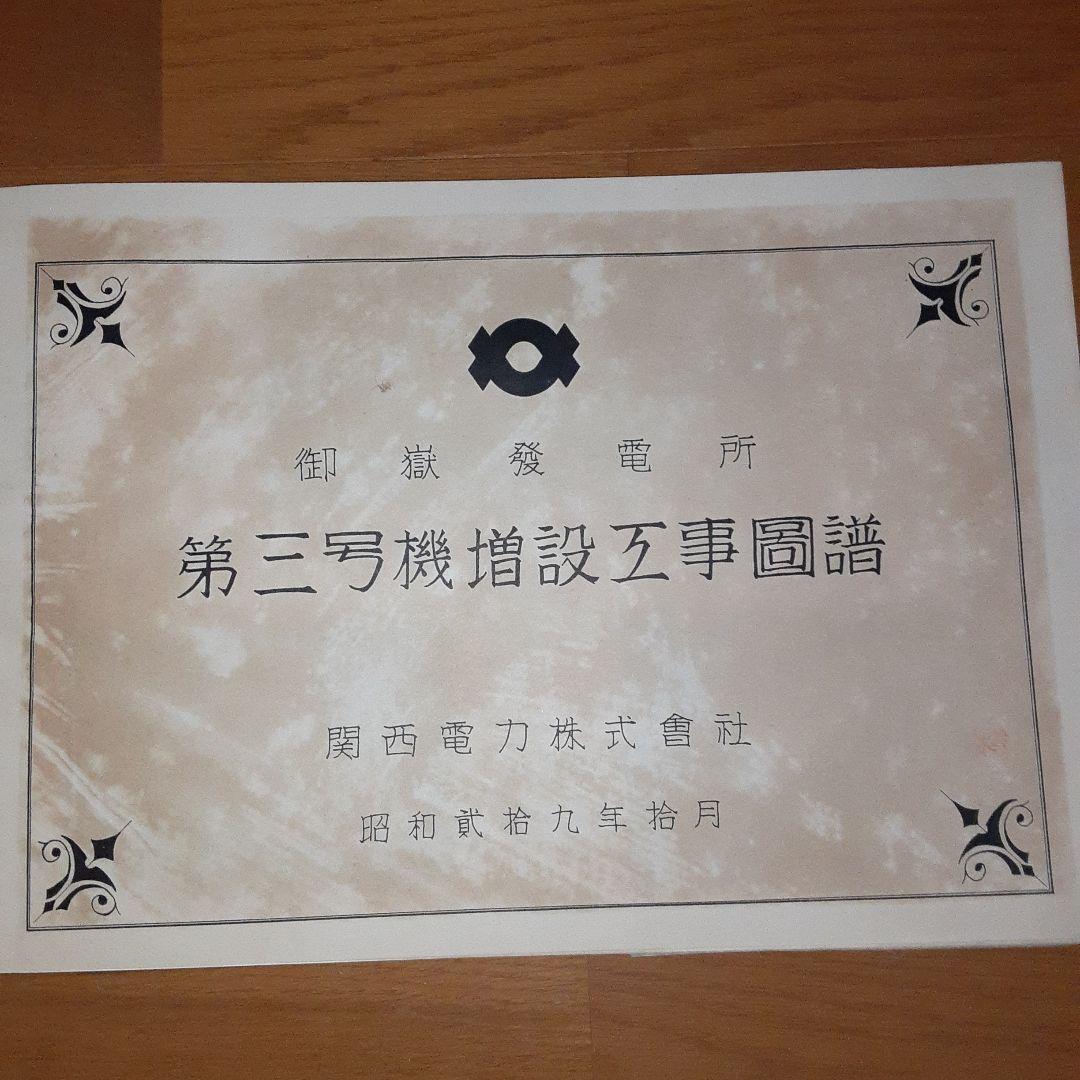 御嶽發電所
第三号機増設工事圖譜
関西電力株式會社
昭和貳拾九年拾月